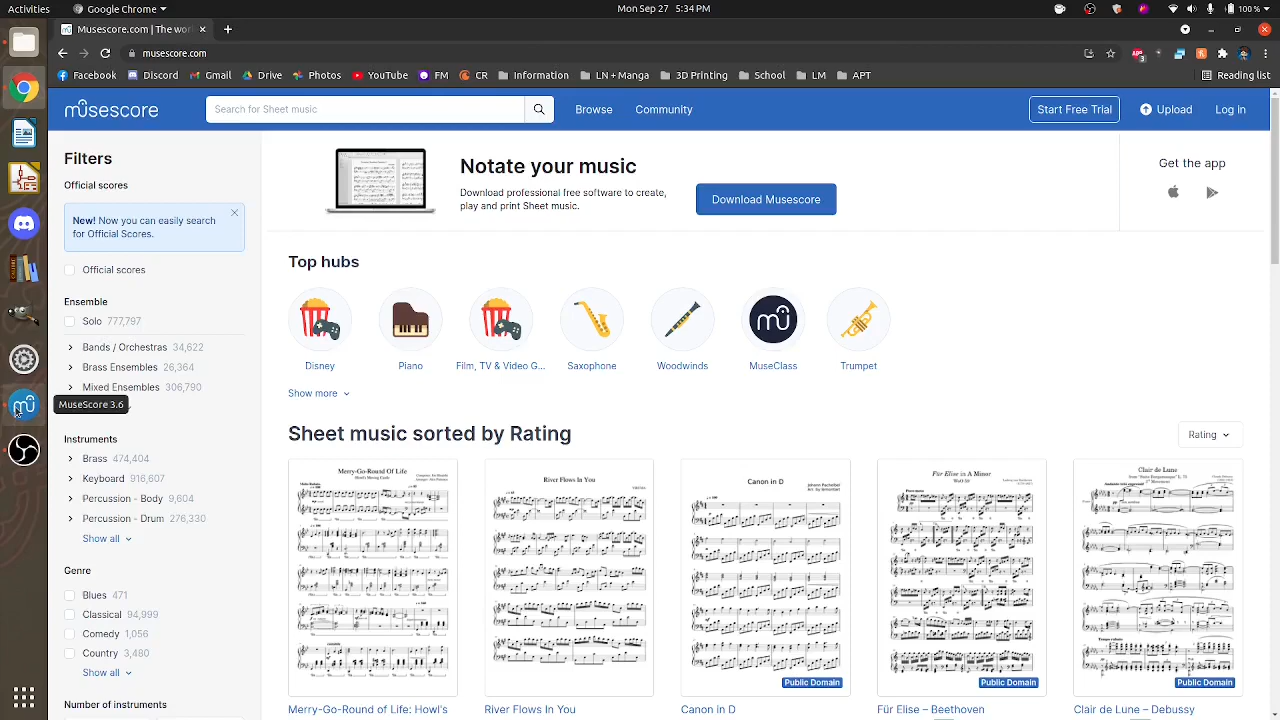 Activities
Google Chrome
Mon Sep 27 5:34 PM
100 %
Musescore.com | The worl
musescore.com
Facebook
Discord
Gmail
Drive
Photos
YouTube
FN
CR
Information
LN + Manga
3D Print
School
LM
APT
Reading list
musescore
Search for Sheet music
Browse
Community
Start Free Trial
Upload
Log in
Filters
Official scores
New! Now you can easily search
for Official Scores.
Official scores
Ensemble
Solo 777,797
Bands / Orchestras 34,622
Brass Ensembles 26,364
Mixed Ensembles 306,790
MuseScore 3.6
Instruments
Brass 474,404
Keyboard 916,607
Percussion - Body 9,604
Percussion - Drum 276,330
Show all
Genre
Blues 471
Classical 94,999
Comedy 1,056
Country 3,480
Show all
Number of instruments
Notate your music
Download professional free software to create,
play and print Sheet music.
Download Musescore
Get the app
Top hubs
Disney
Piano
Film, TV & Video G...
Saxophone
Woodwinds
MuseClass
Trumpet
Show more
Sheet music sorted by Rating
Rating
Merry-Go-Round Of Life
River Flows In You
Canon in D
Johann Pachelbel
Für Elise in A Minor
WoO 59
Clair de Lune
Public Domain
Public Domain
Public Domain
Merry-Go-Round of Life: Howl's
River Flows In You
Canon in D
Für Elise – Beethoven
Clair de Lune – Debussy